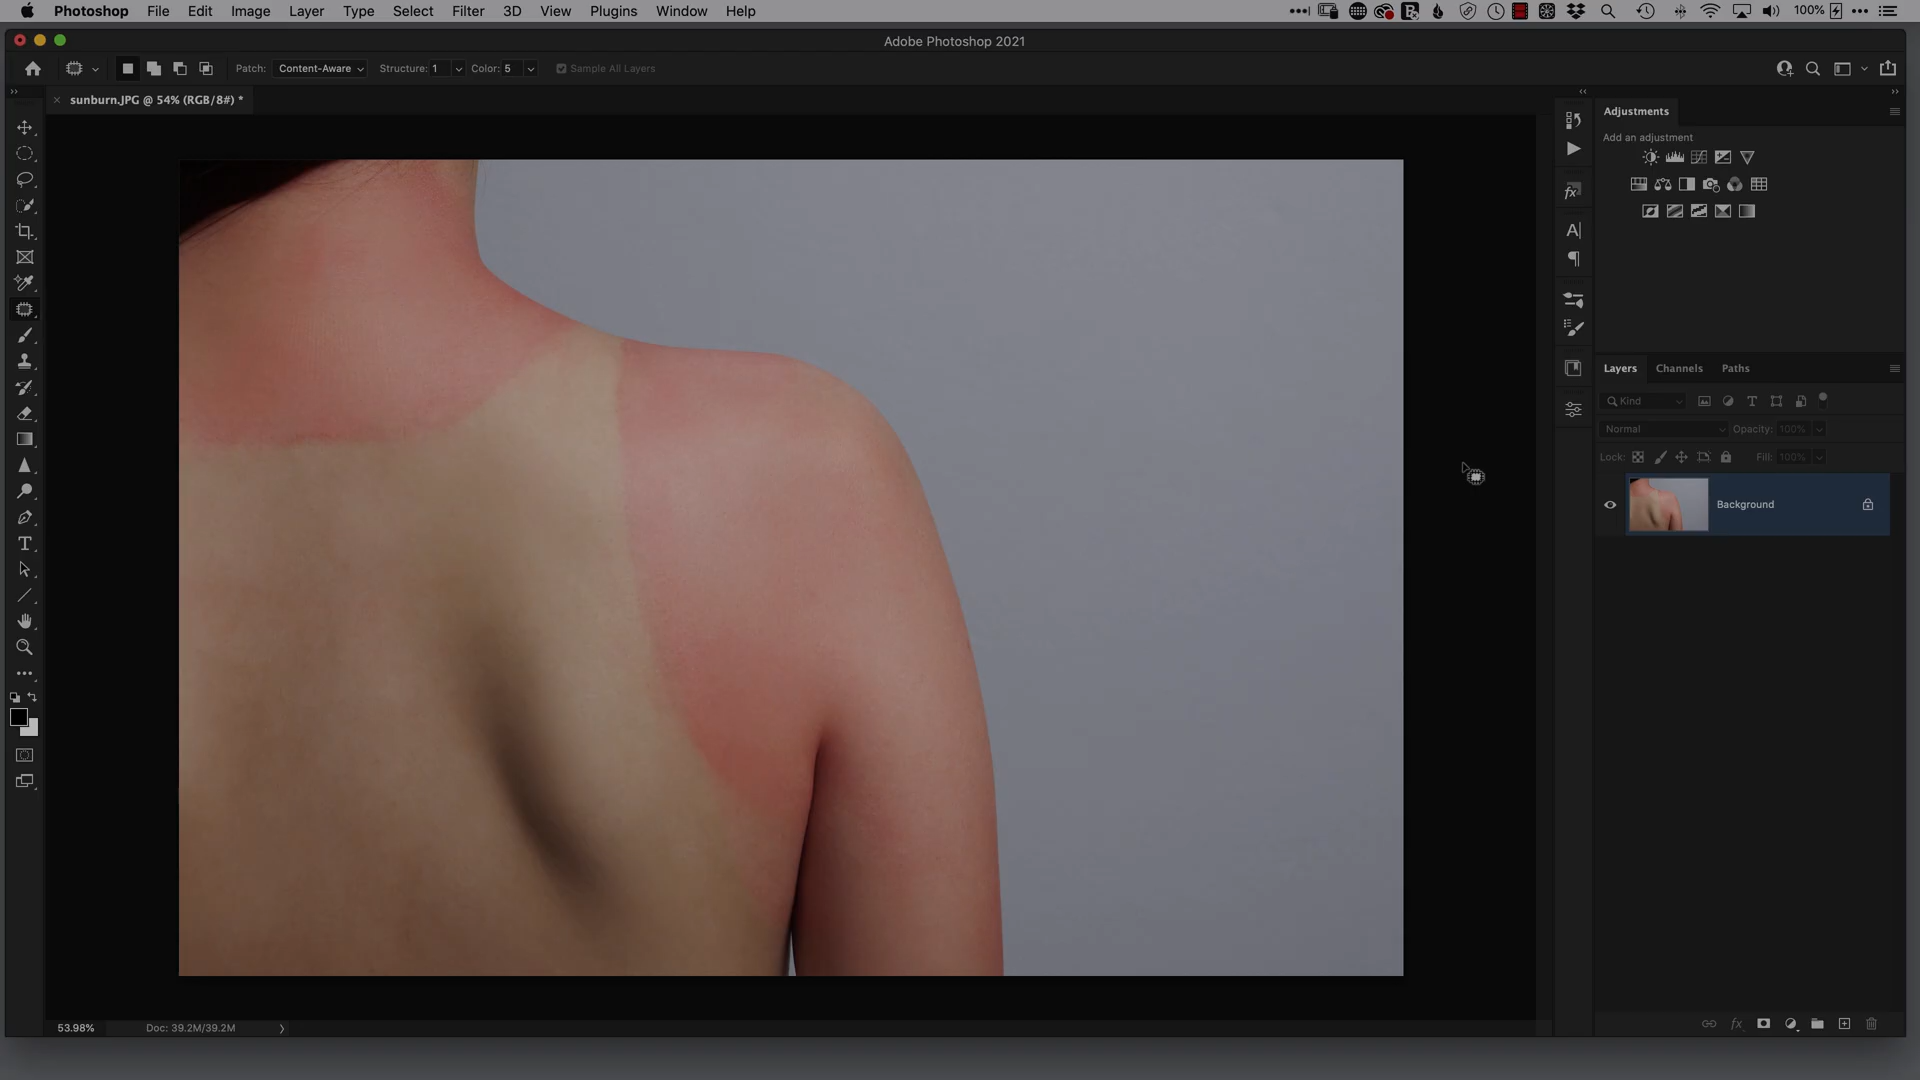 Photoshop File Edit Image Layer Type Select Filter 3D View Plugins Window Help 100%
Adobe Photoshop 2021
Patch: Content-Aware Structure: 1 Color: 5 Sample All Layers
sunburn.JPG @ 54% (RGB/8#) *
Adjustments
Add an adjustment
Layers Channels Paths
Kind
Normal Opacity: 100%
Lock: Fill: 100%
Background
53.98% Doc: 39.2M/39.2M